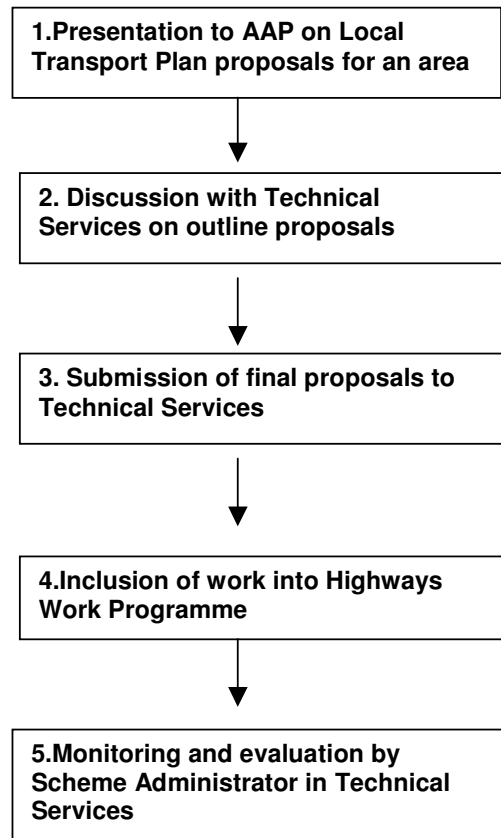 1.Presentation to AAP on Local
Transport Plan proposals for an area
2. Discussion with Technical
Services on outline proposals
3. Submission of final proposals to
Technical Services
4.Inclusion of work into Highways
Work Programme
5.Monitoring and evaluation by
Scheme Administrator in Technical
Services